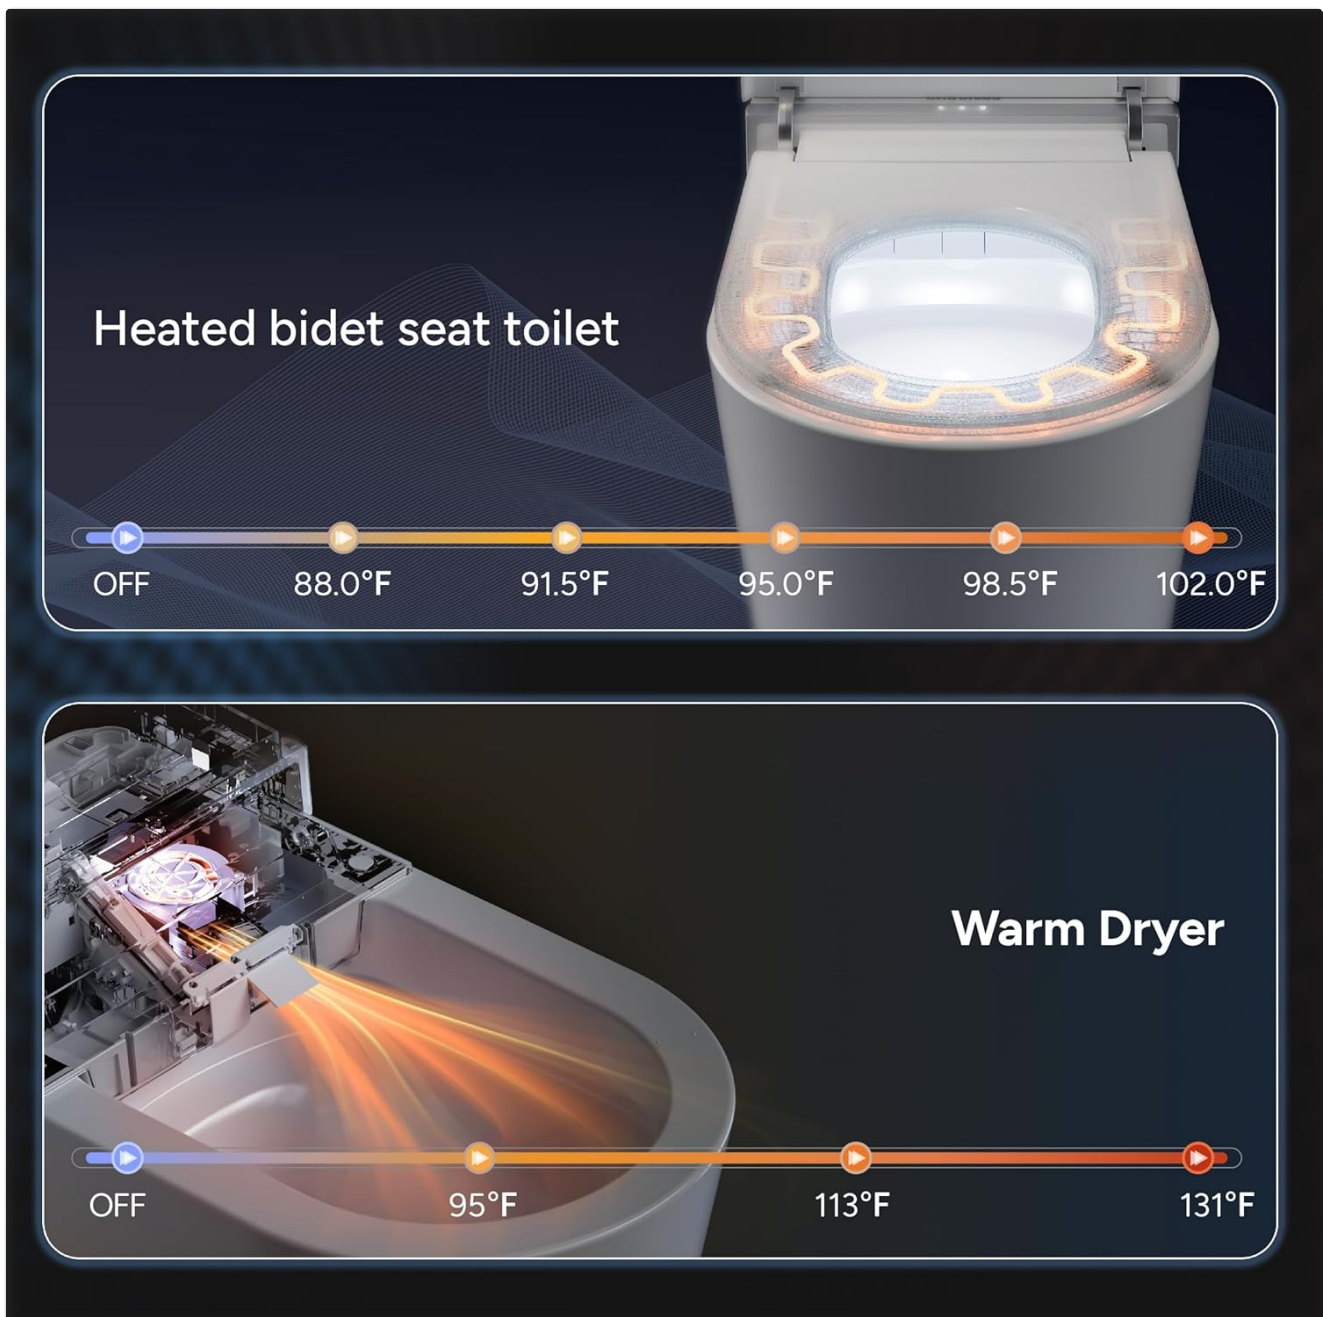 Heated bidet seat toilet
OFF 88.0°F 91.5°F 95.0°F 98.5°F 102.0°F
Warm Dryer
OFF 95°F 113°F 131°F